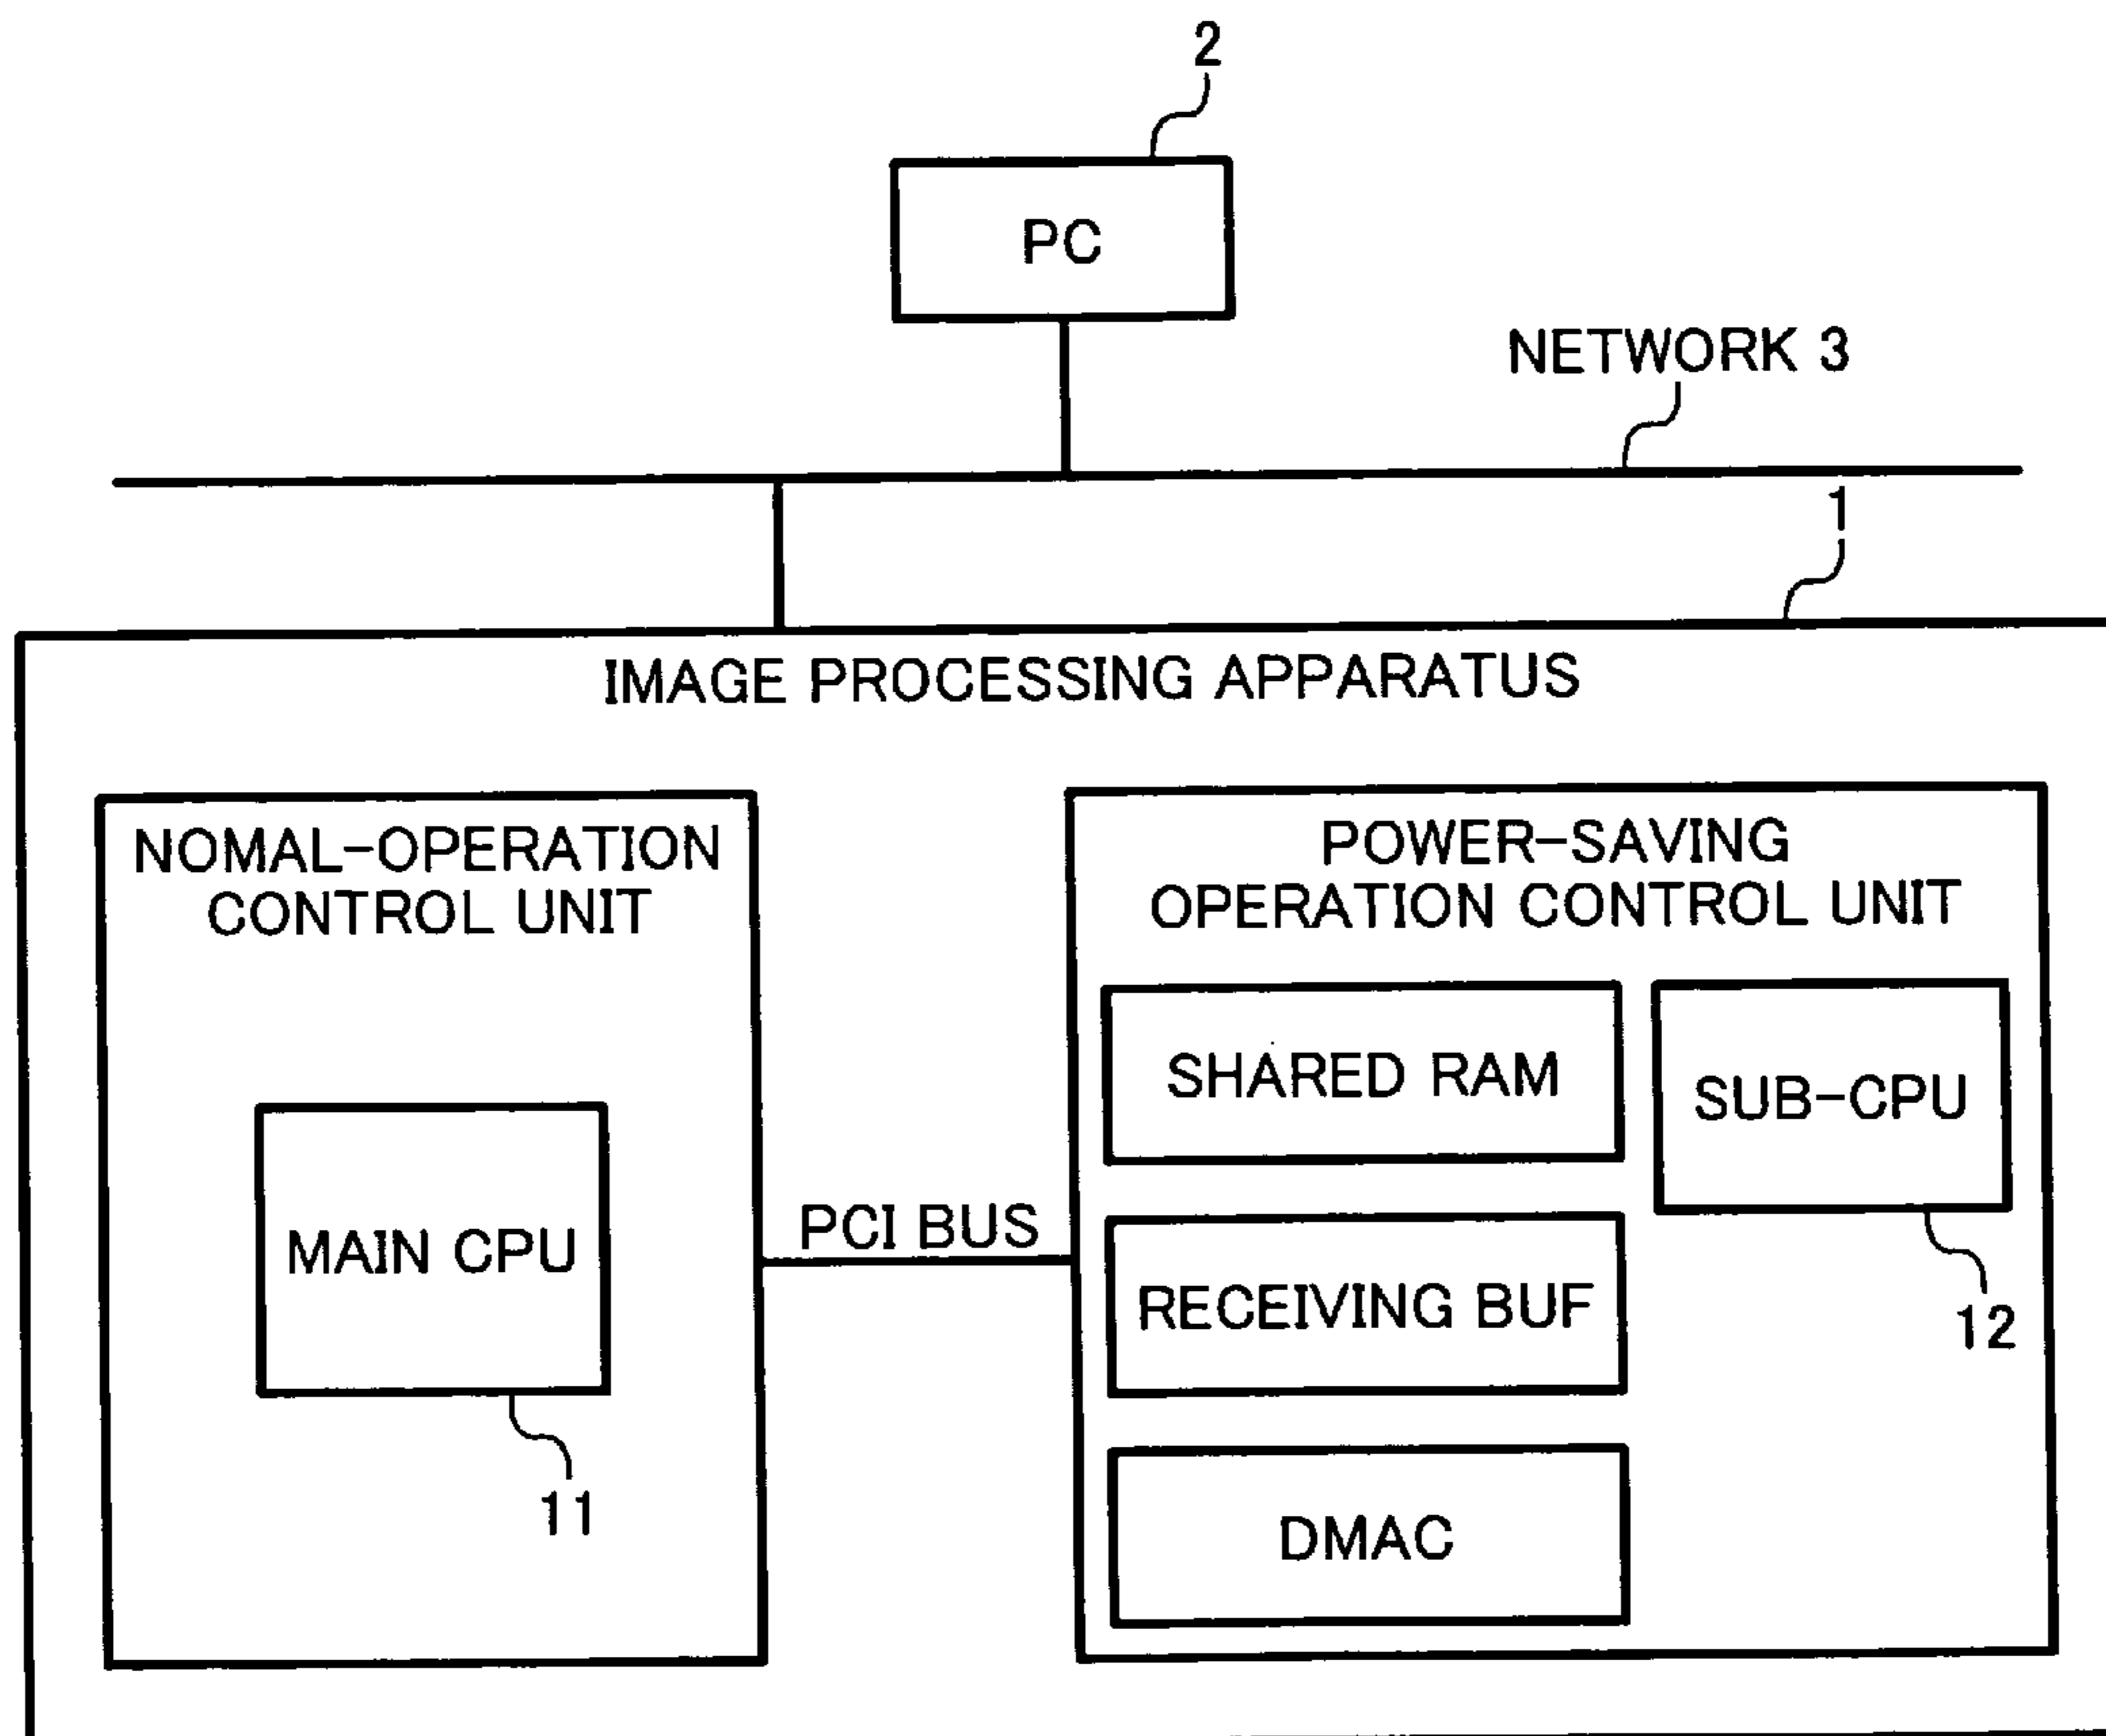 2
PC
NETWORK 3
1
IMAGE PROCESSING APPARATUS
NOMAL-OPERATION
CONTROL UNIT
MAIN CPU
11
PCI BUS
POWER-SAVING
OPERATION CONTROL UNIT
SHARED RAM
SUB-CPU
12
RECEIVING BUF
DMAC